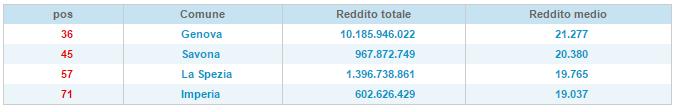 pos Comune Reddito totale Reddito medio
36 Genova 10.185.946.022 21.277
45 Savona 967.872.749 20.380
57 La Spezia 1.396.738.861 19.765
71 Imperia 602.626.429 19.037